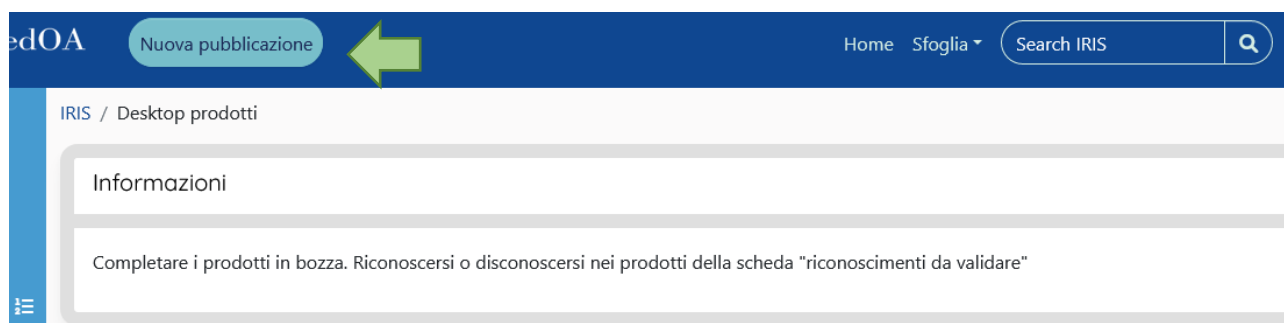 edOA Nuova pubblicazione Home Sfoglia Search IRIS
IRIS / Desktop prodotti
Informazioni
Completare i prodotti in bozza. Riconoscersi o disconoscersi nei prodotti della scheda "riconoscimenti da validare"